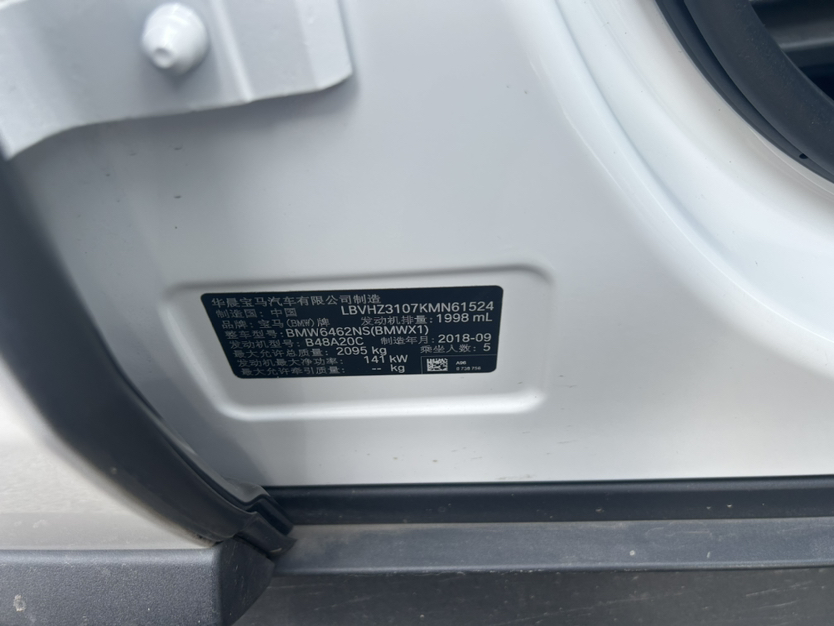 华晨宝马汽车有限公司制造
制造国：中国 LBVHZ3107KMN61524
品牌：宝马(BMW)牌 发动机排量：1998 mL
整车型号：BMW6462NS(BMWX1)
发动机型号：B48A20C 制造年月：2018-09
最大允许总质量：2095 kg 乘坐人数：5
发动机最大净功率：141 kW
最大允许牵引质量：-- kg